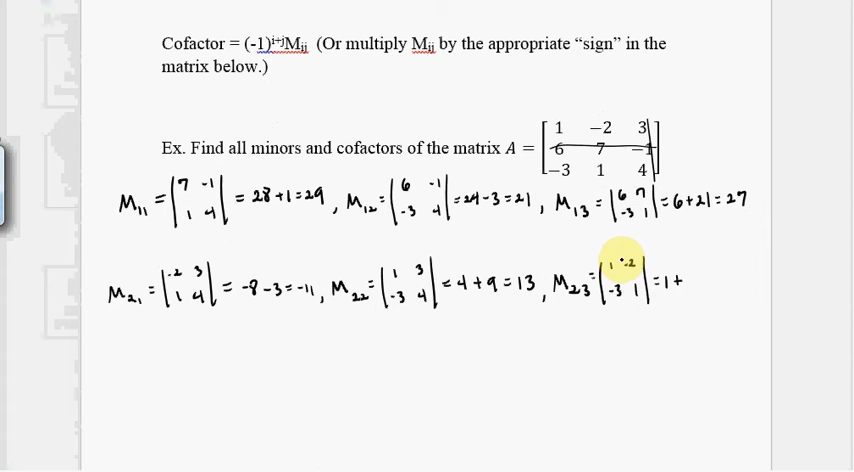 Cofactor = (-1)^{i+j}M_{ij} (Or multiply M_{ij} by the appropriate “sign” in the
matrix below.)
Ex. Find all minors and cofactors of the matrix A = [1 -2 3
6 7 -1
-3 1 4]
M₁₁ = |7 -1; 1 4| = 28+1=29, M₁₂ = |6 -1; -3 4| = 24-3=21, M₁₃ = |6 7; -3 1| = 6+21=27
M₂₁ = |-2 3; 1 4| = -8-3=-11, M₂₂ = |1 3; -3 4| = 4+9=13, M₂₃ = |1 -2; -3 1| = 1+